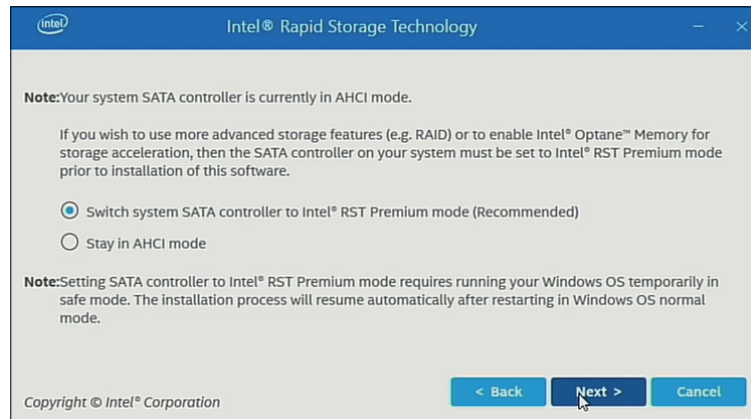 intel
Intel® Rapid Storage Technology
Note:Your system SATA controller is currently in AHCI mode.
If you wish to use more advanced storage features (e.g. RAID) or to enable Intel® Optane™ Memory for
storage acceleration, then the SATA controller on your system must be set to Intel® RST Premium mode
prior to installation of this software.
Switch system SATA controller to Intel® RST Premium mode (Recommended)
Stay in AHCI mode
Note:Setting SATA controller to Intel® RST Premium mode requires running your Windows OS temporarily in
safe mode. The installation process will resume automatically after restarting in Windows OS normal
mode.
< Back
Next >
Cancel
Copyright © Intel® Corporation